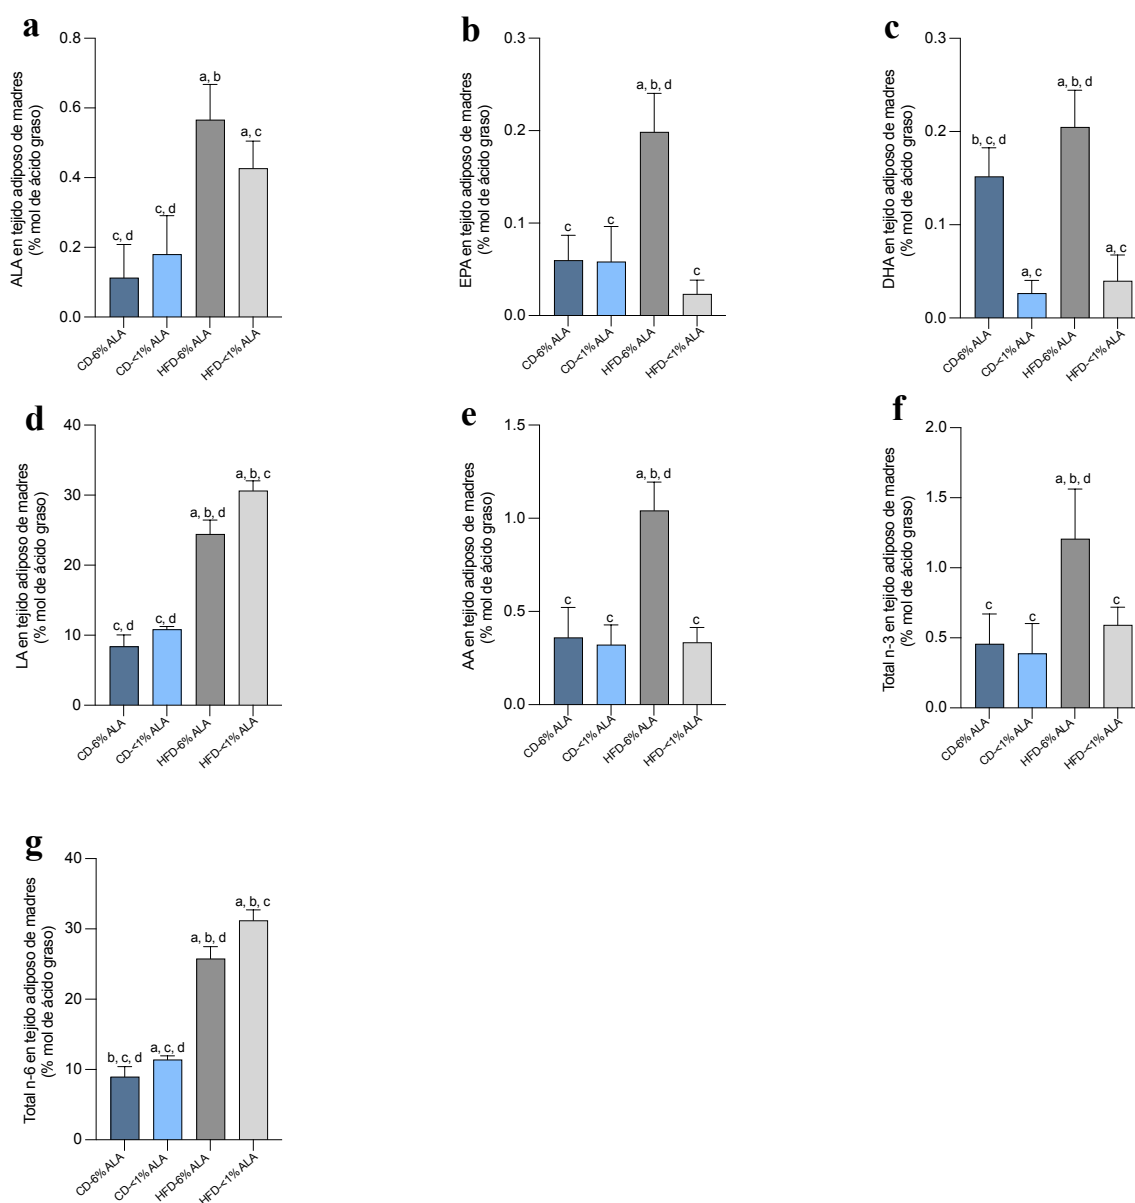 a
ALA en tejido adiposo de madres
(% mol de ácido graso)
0.8
0.6
0.4
0.2
0.0
c, d
c, d
a, b
a, c
CD-6% ALA
CD-<1% ALA
HFD-6% ALA
HFD-<1% ALA
b
EPA en tejido adiposo de madres
(% mol de ácido graso)
0.3
0.2
0.1
0.0
c
c
a, b, d
c
CD-6% ALA
CD-<1% ALA
HFD-6% ALA
HFD-<1% ALA
c
DHA en tejido adiposo de madres
(% mol de ácido graso)
0.3
0.2
0.1
0.0
b, c, d
a, c
a, b, d
a, c
CD-6% ALA
CD-<1% ALA
HFD-6% ALA
HFD-<1% ALA
d
LA en tejido adiposo de madres
(% mol de ácido graso)
40
30
20
10
0
c, d
c, d
a, b, d
a, b, c
CD-6% ALA
CD-<1% ALA
HFD-6% ALA
HFD-<1% ALA
e
AA en tejido adiposo de madres
(% mol de ácido graso)
1.5
1.0
0.5
0.0
c
c
a, b, d
c
CD-6% ALA
CD-<1% ALA
HFD-6% ALA
HFD-<1% ALA
f
Total n-3 en tejido adiposo de madres
(% mol de ácido graso)
2.0
1.5
1.0
0.5
0.0
c
c
a, b, d
c
CD-6% ALA
CD-<1% ALA
HFD-6% ALA
HFD-<1% ALA
g
Total n-6 en tejido adiposo de madres
(% mol de ácido graso)
40
30
20
10
0
b, c, d
a, c, d
a, b, d
a, b, c
CD-6% ALA
CD-<1% ALA
HFD-6% ALA
HFD-<1% ALA